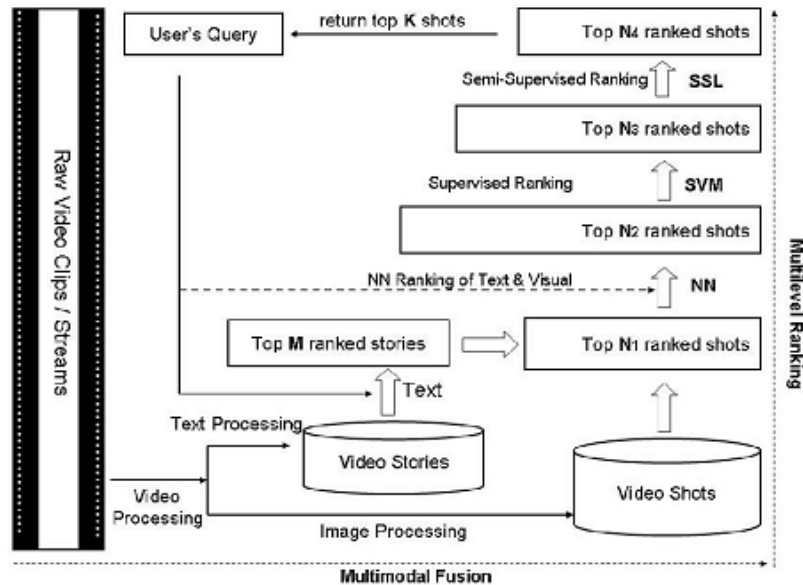 User's Query
return top K shots
Top N4 ranked shots
Semi-Supervised Ranking
SSL
Top N3 ranked shots
Supervised Ranking
SVM
Top N2 ranked shots
NN Ranking of Text & Visual
NN
Top M ranked stories
Top N1 ranked shots
Text
Text Processing
Video Stories
Video Shots
Video
Processing
Image Processing
Raw Video Clips / Streams
Multilevel Ranking
Multimodal Fusion